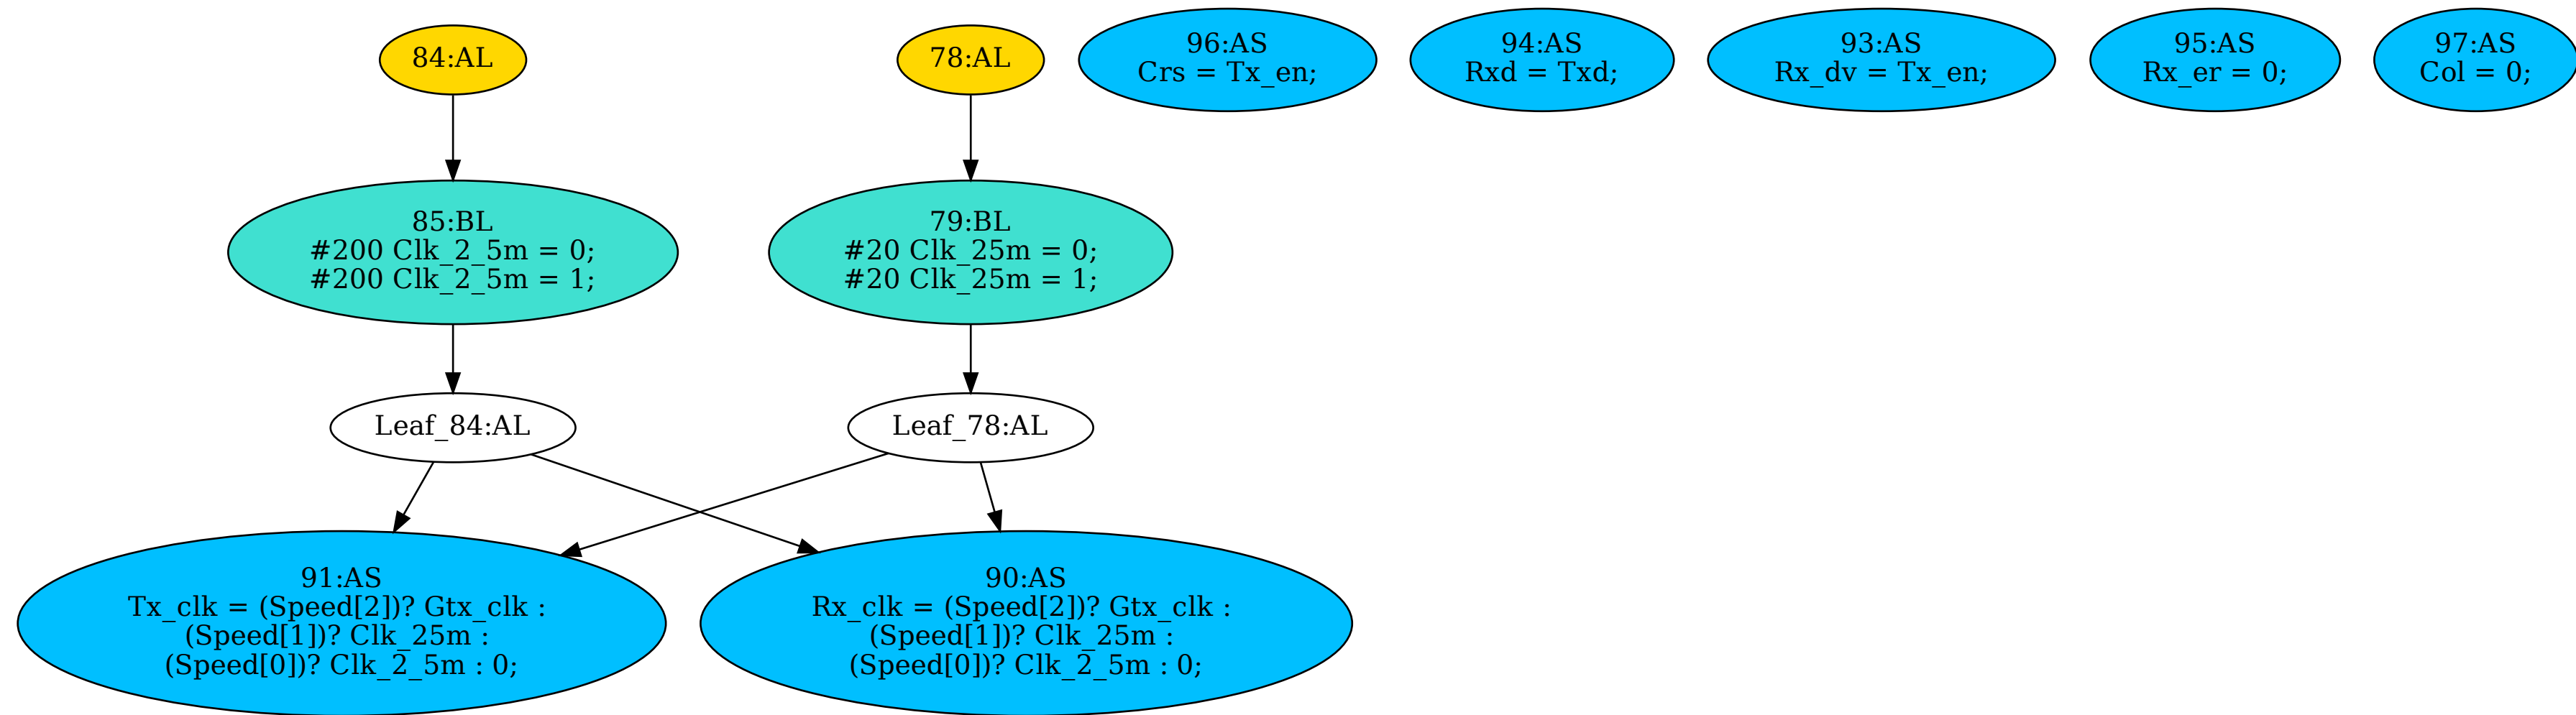 84:AL
78:AL
96:AS
Crs = Tx_en;
94:AS
Rxd = Txd;
93:AS
Rx_dv = Tx_en;
95:AS
Rx_er = 0;
97:AS
Col = 0;
85:BL
#200 Clk_2_5m = 0;
#200 Clk_2_5m = 1;
79:BL
#20 Clk_25m = 0;
#20 Clk_25m = 1;
Leaf_84:AL
Leaf_78:AL
91:AS
Tx_clk = (Speed[2])? Gtx_clk :
(Speed[1])? Clk_25m :
(Speed[0])? Clk_2_5m : 0;
90:AS
Rx_clk = (Speed[2])? Gtx_clk :
(Speed[1])? Clk_25m :
(Speed[0])? Clk_2_5m : 0;